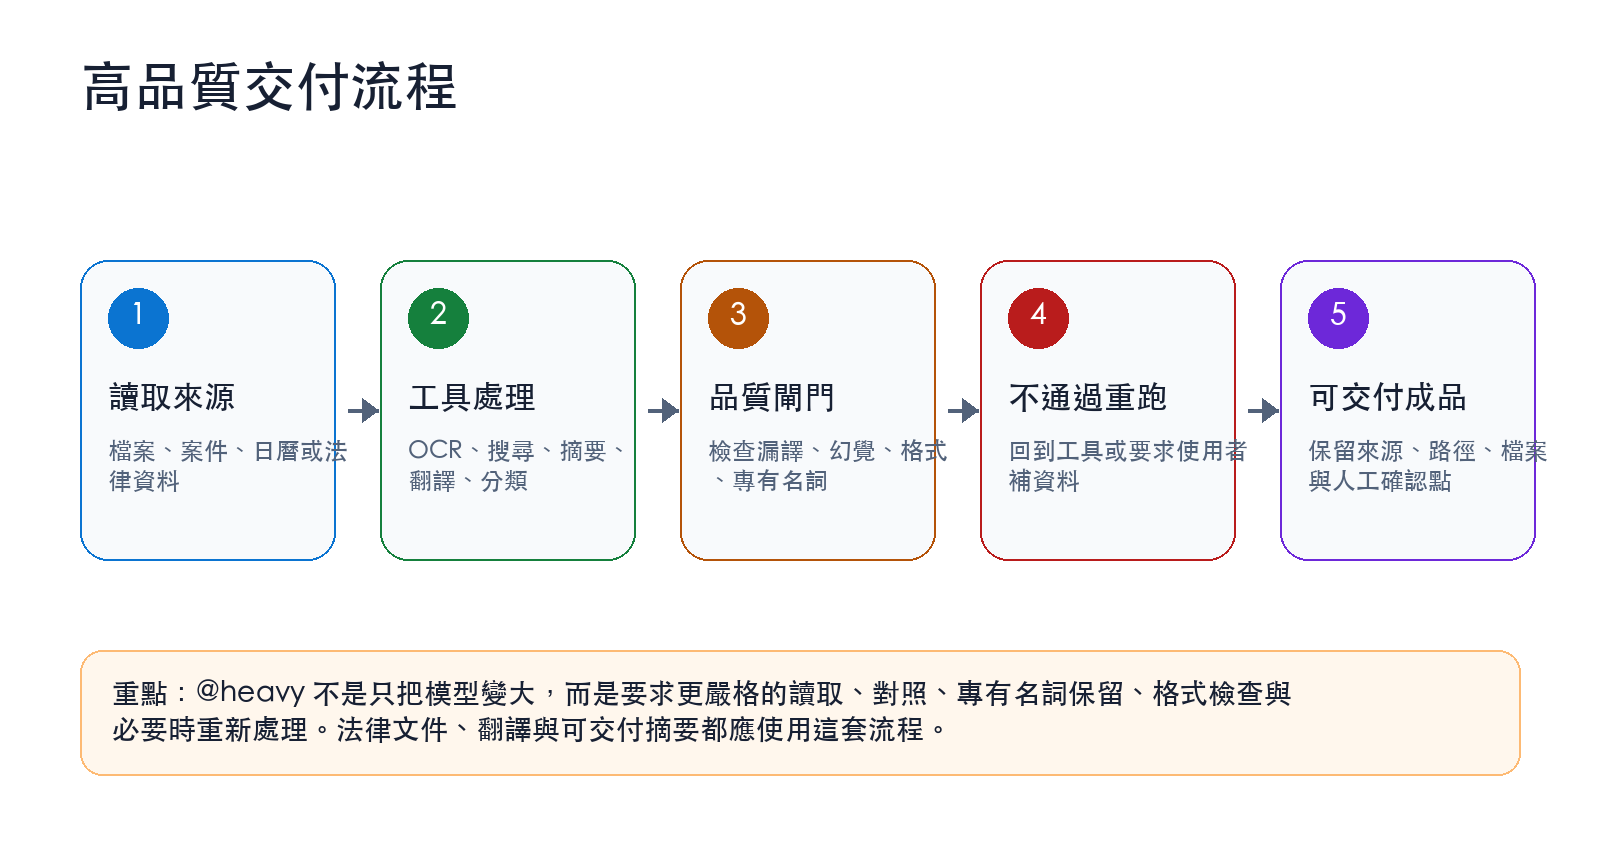 高品質交付流程
1
讀取來源
檔案、案件、日曆或法
律資料
2
工具處理
OCR、搜尋、摘要、
翻譯、分類
3
品質閘門
檢查漏譯、幻覺、格式
、專有名詞
4
不通過重跑
回到工具或要求使用者
補資料
5
可交付成品
保留來源、路徑、檔案
與人工確認點
重點：@heavy 不是只把模型變大，而是要求更嚴格的讀取、對照、專有名詞保留、格式檢查與
必要時重新處理。法律文件、翻譯與可交付摘要都應使用這套流程。